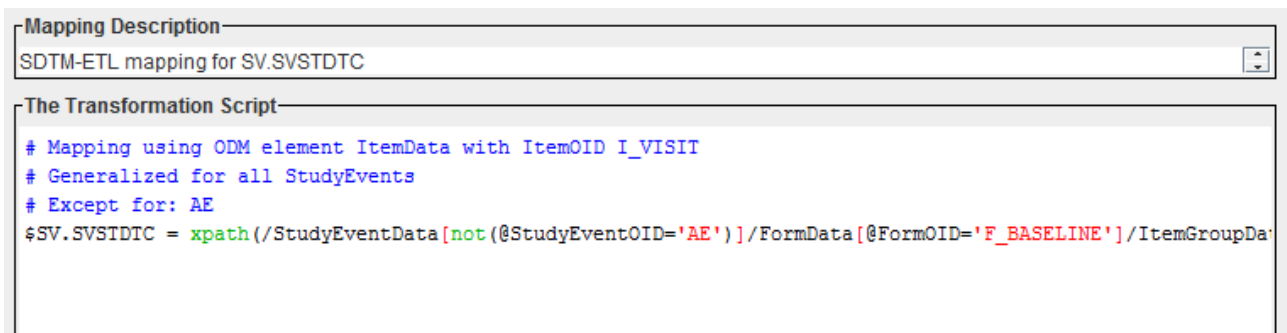 Mapping Description
SDTM-ETL mapping for SV.SVSTDTC
The Transformation Script
# Mapping using ODM element ItemData with ItemOID I_VISIT
# Generalized for all StudyEvents
# Except for: AE
$SV.SVSTDTC = xpath(/StudyEventData[not(@StudyEventOID='AE')]/FormData[@FormOID='F_BASELINE']/ItemGroupDa